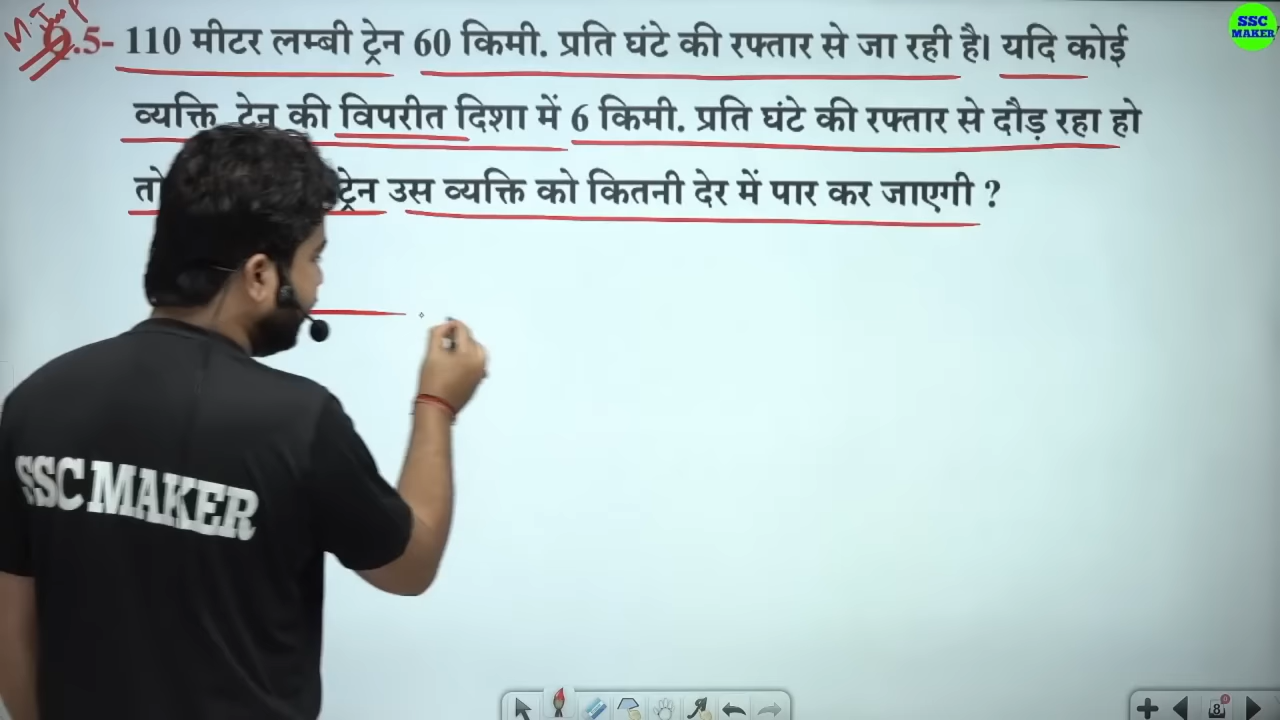 Q.5- 110 मीटर लम्बी ट्रेन 60 किमी. प्रति घंटे की रफ्तार से जा रही है। यदि कोई
व्यक्ति ट्रेन की विपरीत दिशा में 6 किमी. प्रति घंटे की रफ्तार से दौड़ रहा हो
तो ट्रेन उस व्यक्ति को कितनी देर में पार कर जाएगी ?
SSC MAKER
SSC
MAKER
8